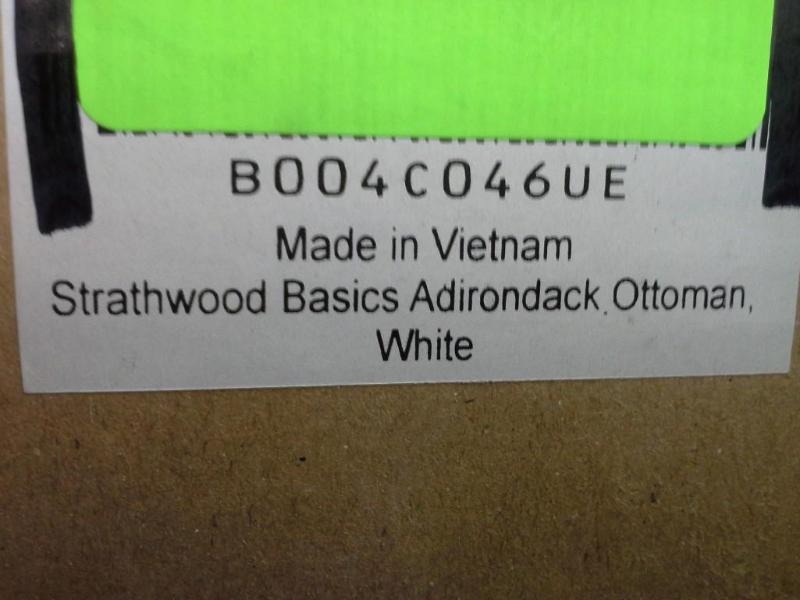 B004C046UE
Made in Vietnam
Strathwood Basics Adirondack Ottoman,
White